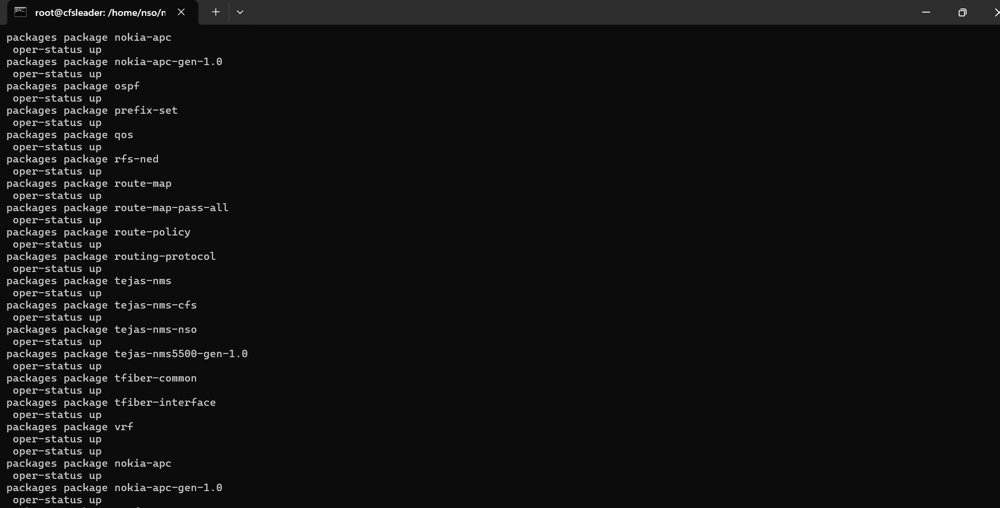 root@cfsleader: /home/nso/n
packages package nokia-apc
 oper-status up
packages package nokia-apc-gen-1.0
 oper-status up
packages package ospf
 oper-status up
packages package prefix-set
 oper-status up
packages package qos
 oper-status up
packages package rfs-ned
 oper-status up
packages package route-map
 oper-status up
packages package route-map-pass-all
 oper-status up
packages package route-policy
 oper-status up
packages package routing-protocol
 oper-status up
packages package tejas-nms
 oper-status up
packages package tejas-nms-cfs
 oper-status up
packages package tejas-nms-nso
 oper-status up
packages package tejas-nms5500-gen-1.0
 oper-status up
packages package tfiber-common
 oper-status up
packages package tfiber-interface
 oper-status up
packages package vrf
 oper-status up
 oper-status up
packages package nokia-apc
 oper-status up
packages package nokia-apc-gen-1.0
 oper-status up